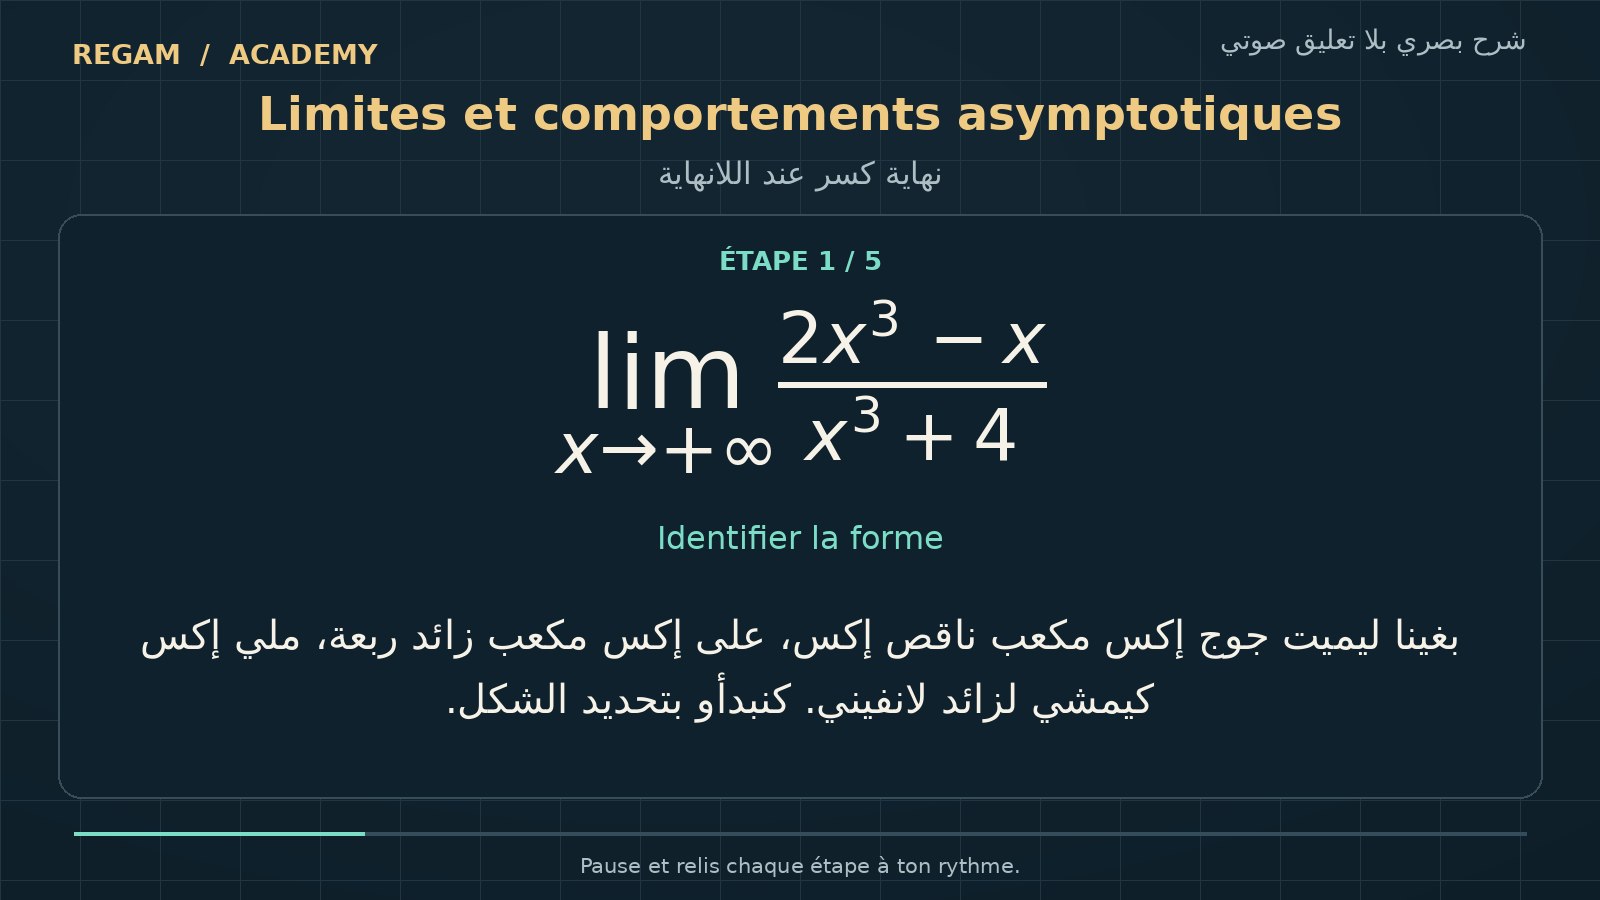 REGAM / ACADEMY
شرح بصري بلا تعليق صوتي
Limites et comportements asymptotiques
نهاية كسر عند اللانهاية
ÉTAPE 1 / 5
lim x→+∞ (2x³ − x)/(x³ + 4)
Identifier la forme
بغينا ليميت جوج إكس مكعب ناقص إكس، على إكس مكعب زائد ربعة، ملي إكس
كيمشي لزائد لانفيني. كنبدأو بتحديد الشكل.
Pause et relis chaque étape à ton rythme.